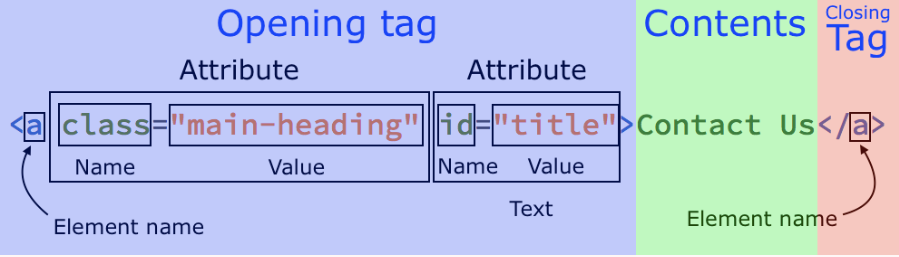 Opening tag Contents Closing Tag
Attribute Attribute
<a class="main-heading" id="title">Contact Us</a>
Name Value Name Value
Text
Element name Element name